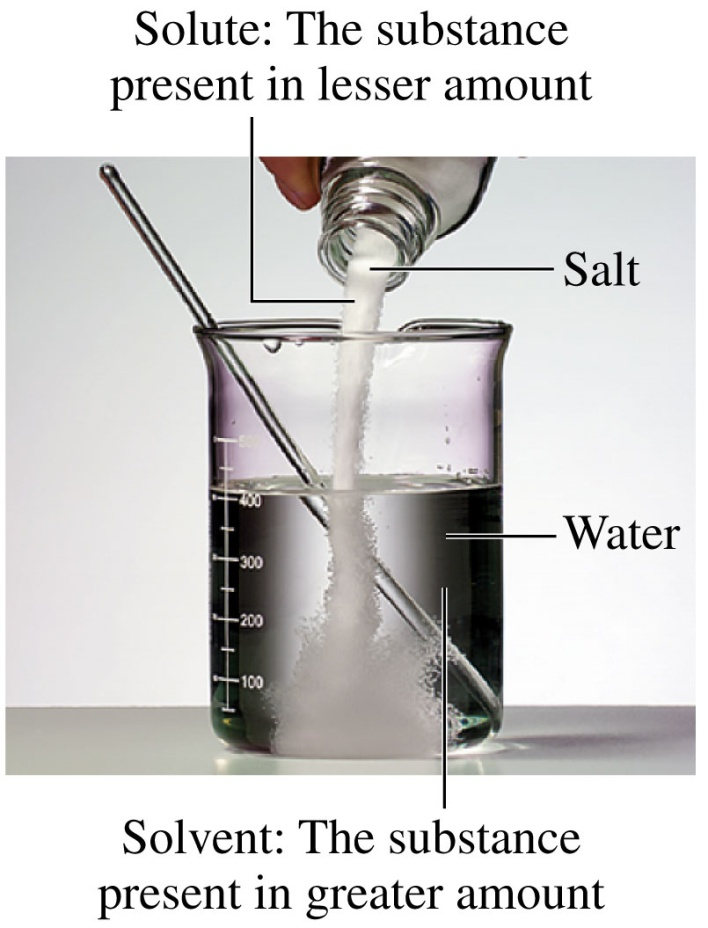 Solute: The substance
present in lesser amount
Salt
400
Water
300
200
100
Solvent: The substance
present in greater amount